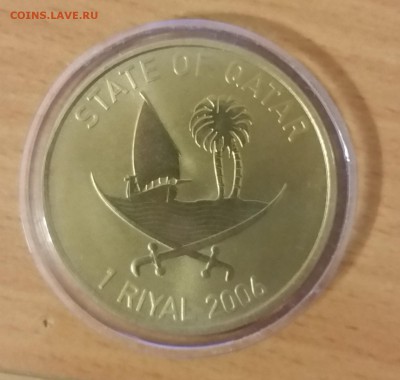 COINS.LAVE.RU
STATE OF QATAR
1 RIYAL 2006